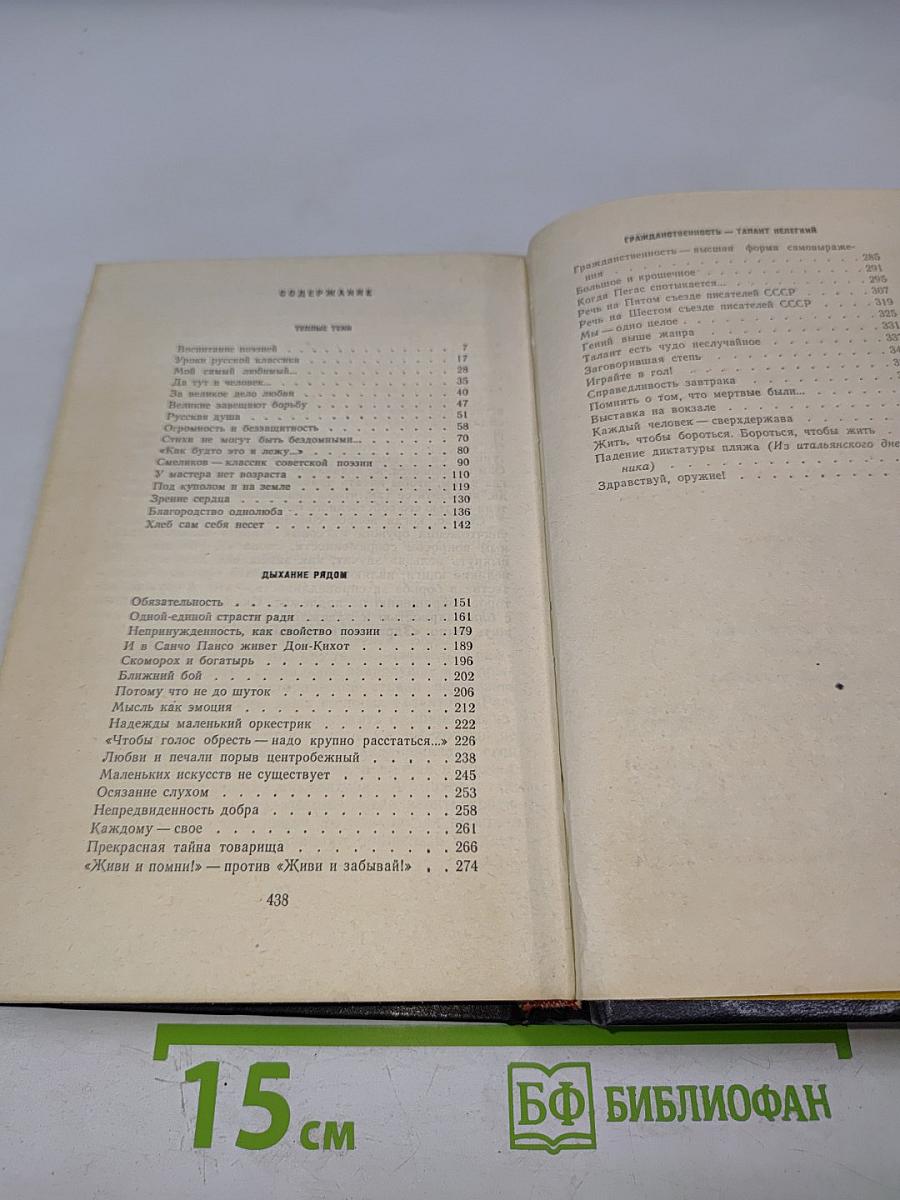 СОДЕРЖАНИЕ
ТЕПЛЫЕ ТЕНИ
Воспитание поэзией . . . . . . . . . . . 7
Уроки русской классики . . . . . . . . . . 17
Мой самый любимый... . . . . . . . . . . 28
Да тут и человек... . . . . . . . . . . 35
За великое дело любви . . . . . . . . . . 40
Великие завещают борьбу . . . . . . . . . . 47
Русская душа . . . . . . . . . . 51
Огромность и беззащитность . . . . . . . . . . 58
Стихи не могут быть бездомными... . . . . . . . . 70
«Как будто это я лежу...» . . . . . . . . . . 80
Смеляков — классик советской поэзии . . . . . . 90
У мастера нет возраста . . . . . . . . . . 110
Под куполом и на земле . . . . . . . . . . 119
Зрение сердца . . . . . . . . . . 130
Благородство однолюба . . . . . . . . . . 136
Хлеб сам себя несет . . . . . . . . . . 142
ДЫХАНИЕ РЯДОМ
Обязательность . . . . . . . . . . 151
Одной-единой страсти ради . . . . . . . . . . 161
Непринужденность, как свойство поэзии . . . . . 179
И в Санчо Пансо живет Дон-Кихот . . . . . . 189
Скоморох и богатырь . . . . . . . . . . 196
Ближний бой . . . . . . . . . . 202
Потому что не до шуток . . . . . . . . . . 206
Мысль как эмоция . . . . . . . . . . 212
Надежды маленький оркестрик . . . . . . . . 222
«Чтобы голос обресть — надо крупно расстаться...» 226
Любви и печали порыв центробежный . . . . . 238
Маленьких искусств не существует . . . . . . . 245
Осязание слухом . . . . . . . . . . 253
Непредвиденность добра . . . . . . . . . . 258
Каждому — свое . . . . . . . . . . 261
Прекрасная тайна товарища . . . . . . . . . 266
«Живи и помни!» — против «Живи и забывай!» . . 274
438
ГРАЖДАНСТВЕННОСТЬ — ТАЛАНТ НЕЛЕГКИЙ
Гражданственность — высшая форма самовыраже-
ния . . . . . . . . . . 285
Большое и крошечное . . . . . . . . . . 291
Когда Пегас спотыкается... . . . . . . . . . 295
Речь на Пятом съезде писателей СССР . . . . . 307
Речь на Шестом съезде писателей СССР . . . . 319
Мы — одно целое . . . . . . . . . . 325
Гений выше жанра . . . . . . . . . . 331
Талант есть чудо неслучайное . . . . . . . .
Заговорившая степь . . . . . . . . . .
Играйте в гол! . . . . . . . . . .
Справедливость завтрака . . . . . . . . . .
Помнить о том, что мертвые были... . . . . . .
Выставка на вокзале . . . . . . . . . .
Каждый человек — сверхдержава . . . . . . .
Жить, чтобы бороться. Бороться, чтобы жить .
Падение диктатуры пляжа (Из итальянского дне
ника) . . . . . . . . . .
Здравствуй, оружие! . . . . . . . . . .
15 см
БФ БИБЛИОФАН